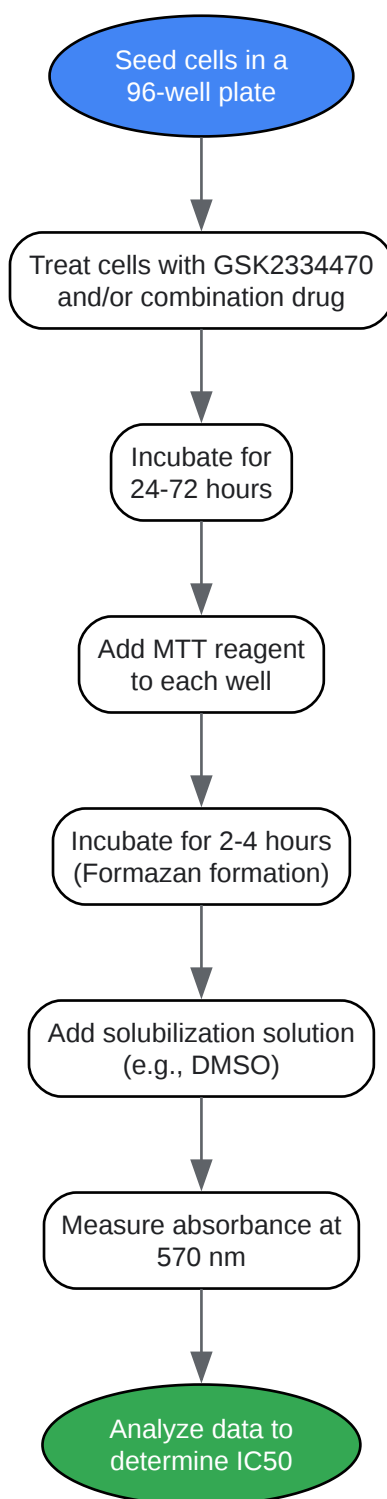 Seed cells in a
96-well plate
Treat cells with GSK2334470
and/or combination drug
Incubate for
24-72 hours
Add MTT reagent
to each well
Incubate for 2-4 hours
(Formazan formation)
Add solubilization solution
(e.g., DMSO)
Measure absorbance at
570 nm
Analyze data to
determine IC50